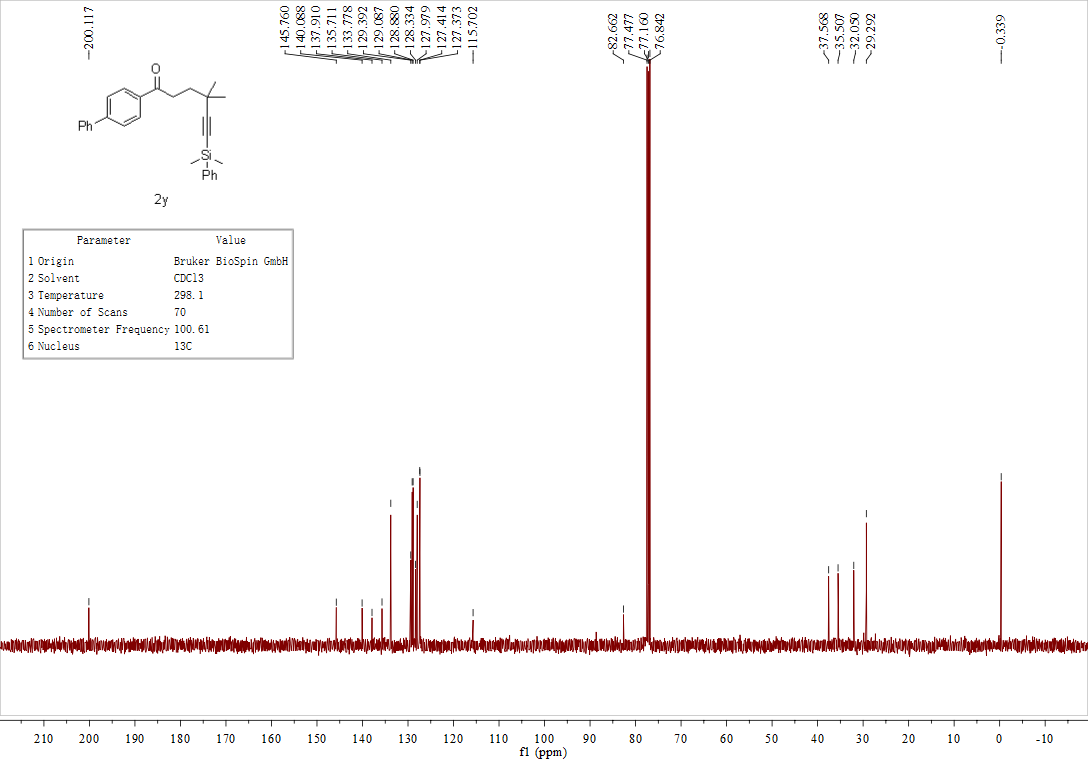 200.117
145.760
140.088
137.910
135.711
133.778
129.392
129.087
128.880
128.334
127.979
127.414
127.373
115.702
82.662
77.477
77.160
76.842
37.568
35.507
32.050
29.292
-0.339
O
Ph
Si
Ph
2y
Parameter Value
1 Origin Bruker BioSpin GmbH
2 Solvent CDCl3
3 Temperature 298.1
4 Number of Scans 70
5 Spectrometer Frequency 100.61
6 Nucleus 13C
210 200 190 180 170 160 150 140 130 120 110 100 90 80 70 60 50 40 30 20 10 0 -10
f1 (ppm)